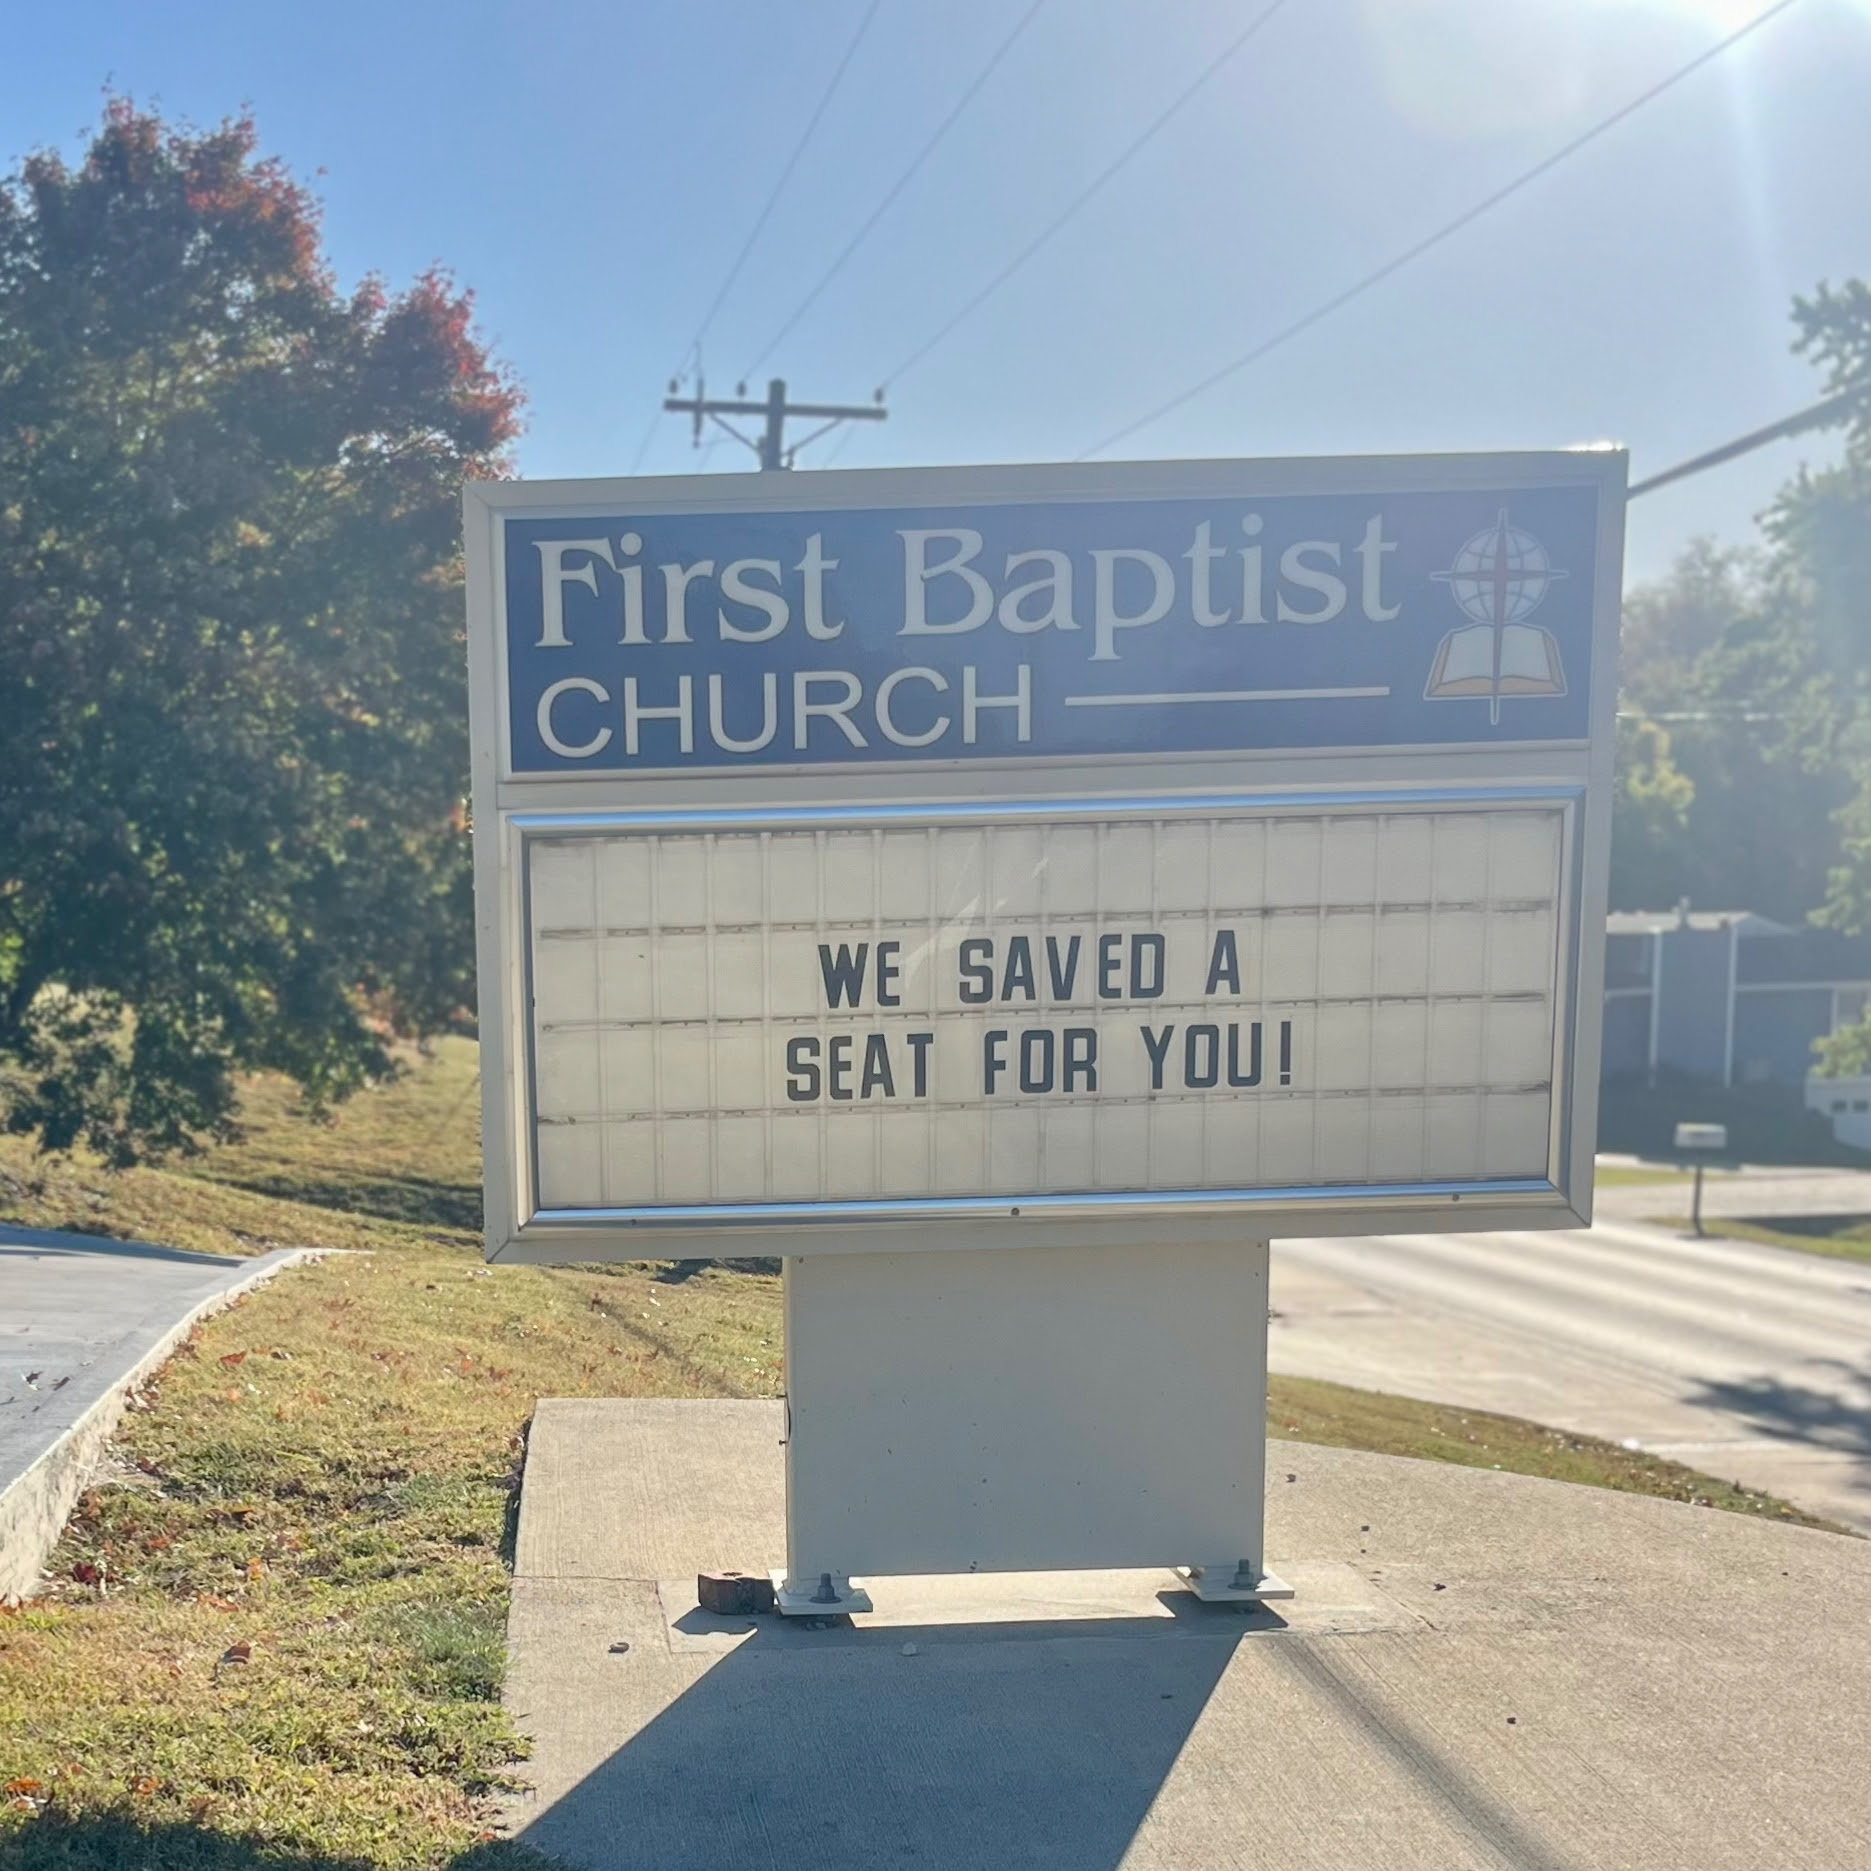 First Baptist
CHURCH
WE SAVED A
SEAT FOR YOU!